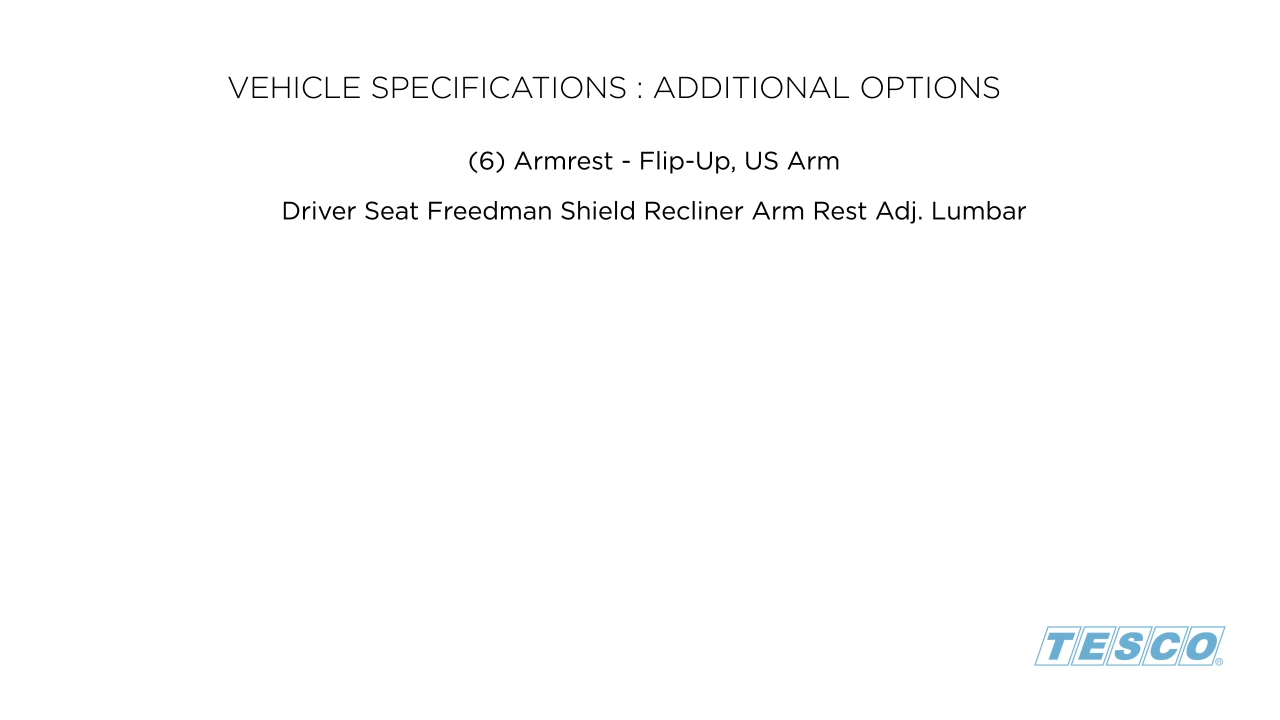 VEHICLE SPECIFICATIONS : ADDITIONAL OPTIONS
(6) Armrest - Flip-Up, US Arm
Driver Seat Freedman Shield Recliner Arm Rest Adj. Lumbar
TESCO®